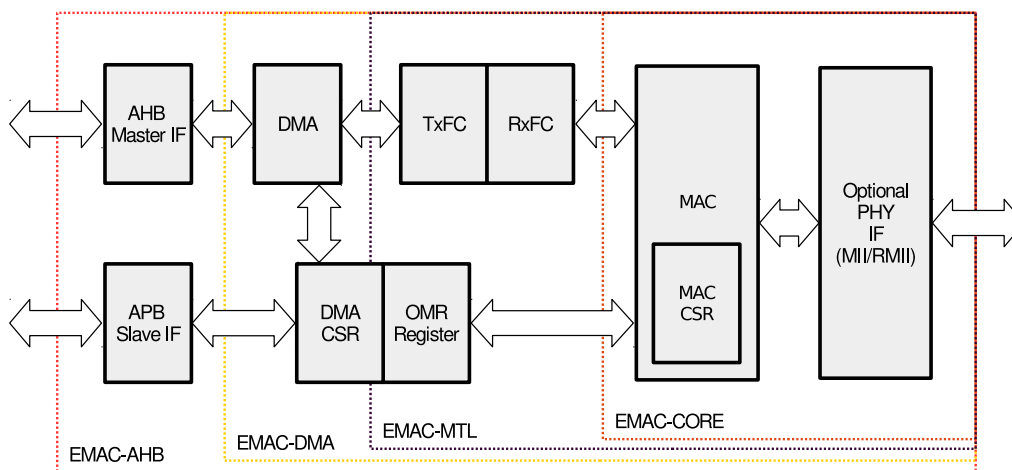 AHB
Master IF
DMA
TxFC
RxFC
MAC
Optional
PHY
IF
(MII/RMII)
APB
Slave IF
DMA
CSR
OMR
Register
MAC
CSR
EMAC-AHB
EMAC-DMA
EMAC-MTL
EMAC-CORE